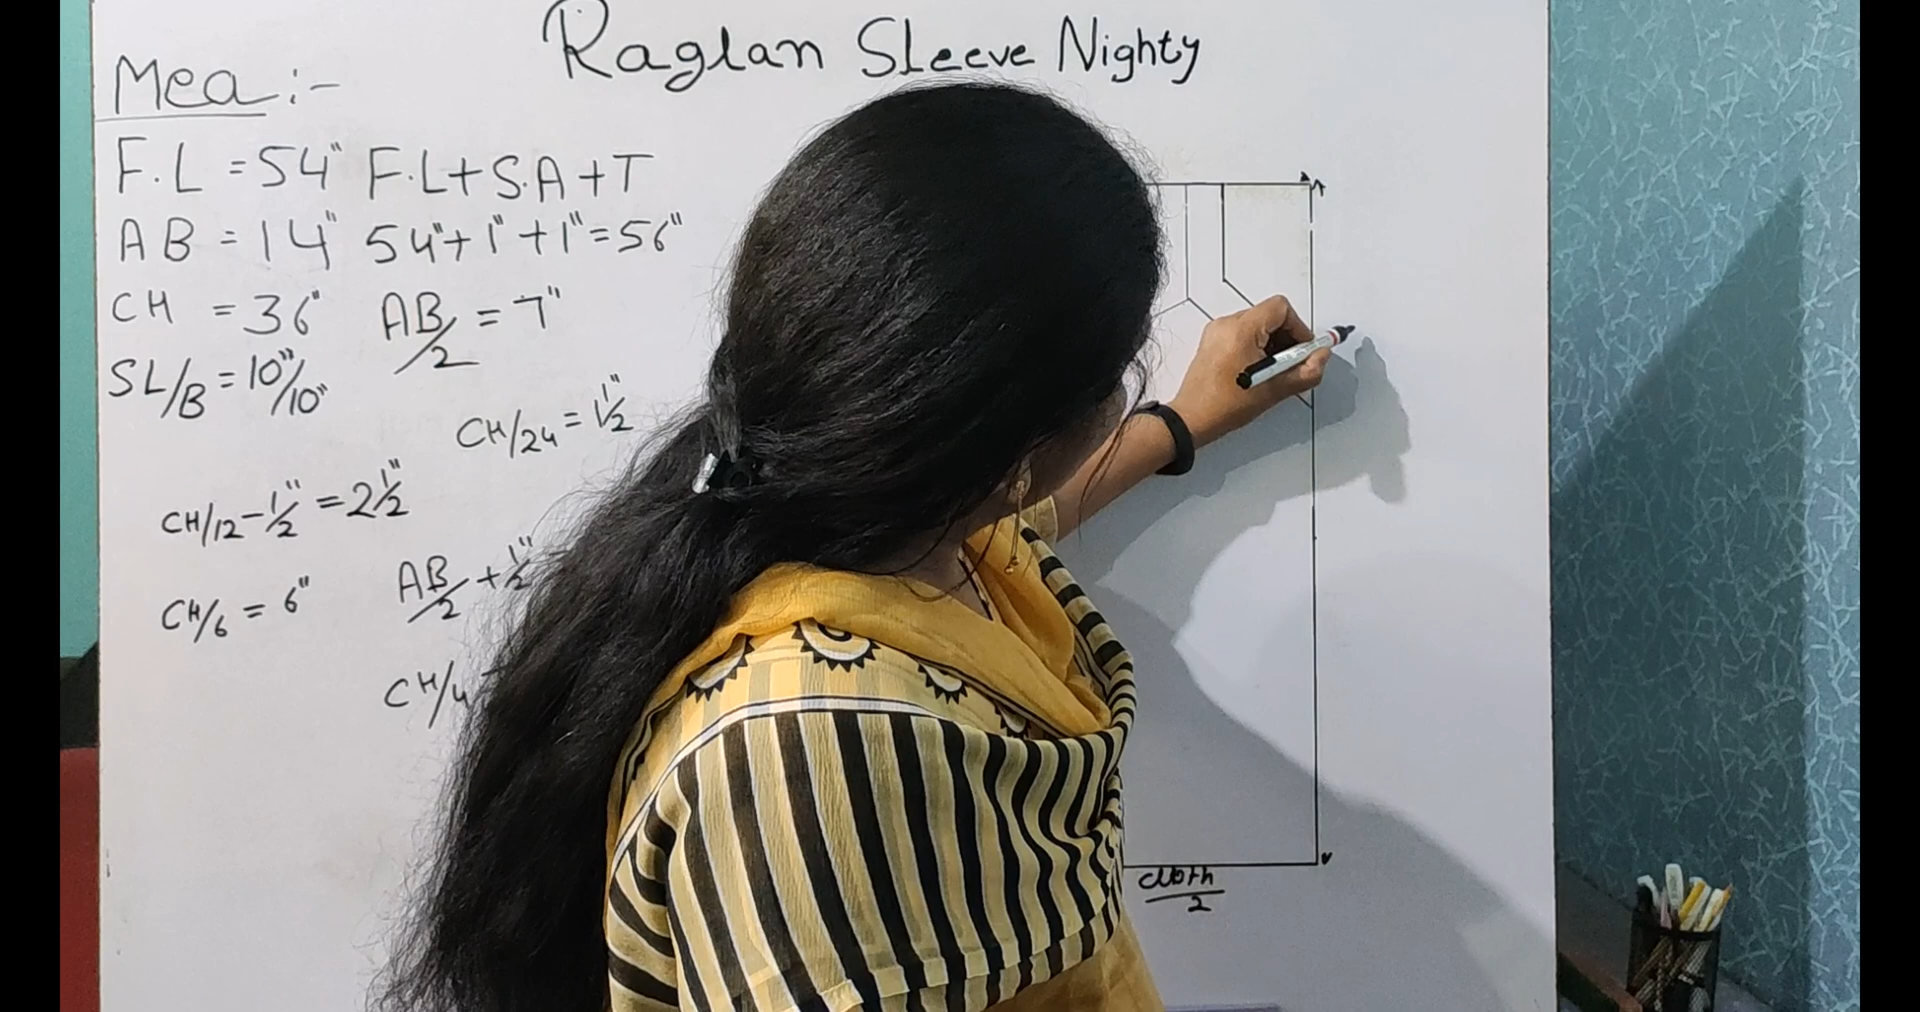 Raglan Sleeve Nighty
Mea :-
F.L = 54" F.L + S.A + T
AB = 14" 54" + 1" + 1" = 56"
CH = 36" AB/2 = 7"
SL/B = 10"/10"
CH/24 = 1 1/2"
CH/12 - 1/2" = 2 1/2"
AB/2 + 1/2"
CH/6 = 6"
CH/4
cloth/2